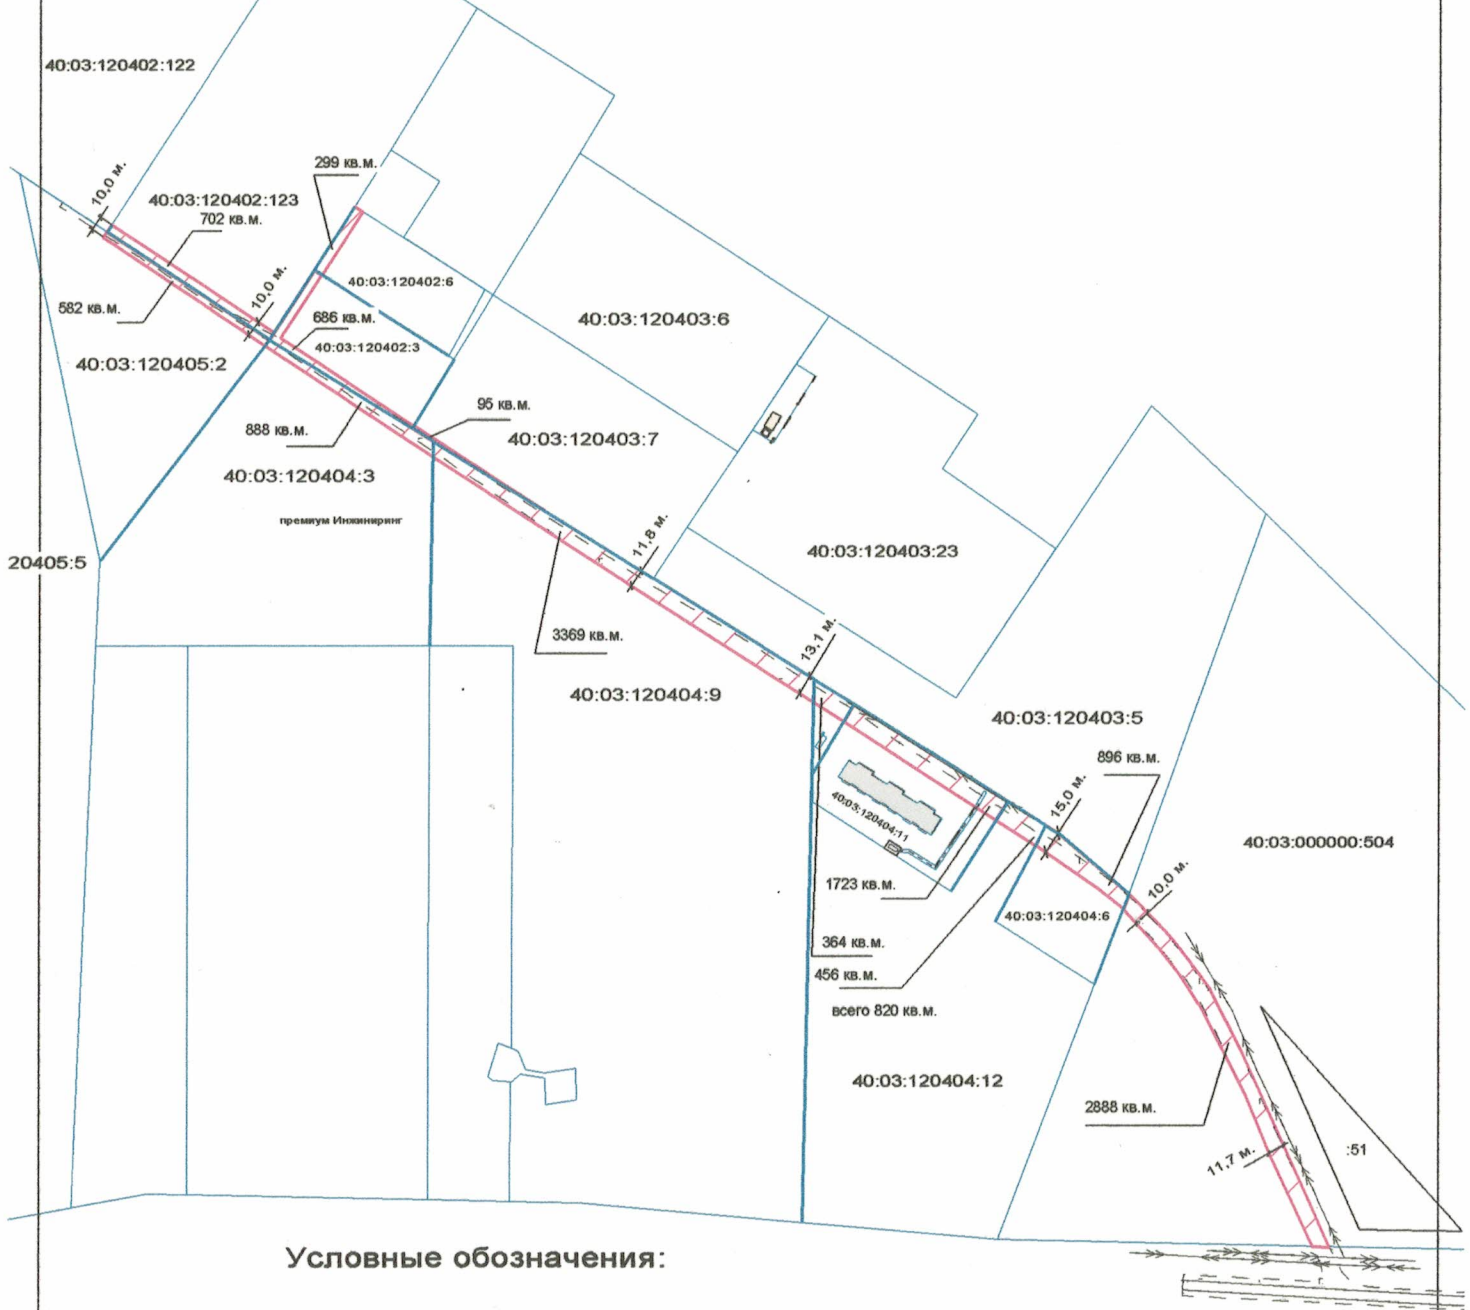 40:03:120402:122
10,0 м.
299 кв.м.
40:03:120402:123
702 кв.м.
10,0 м.
40:03:120402:6
582 кв.м.
686 кв.м.
40:03:120403:6
40:03:120402:3
40:03:120405:2
95 кв.м.
888 кв.м.
40:03:120403:7
40:03:120404:3
премиум Инжиниринг
11,8 м.
40:03:120403:23
20405:5
3369 кв.м.
13,1 м.
40:03:120404:9
40:03:120403:5
896 кв.м.
15,0 м.
40:03:120404:11
40:03:000000:504
1723 кв.м.
10,0 м.
40:03:120404:6
364 кв.м.
456 кв.м.
всего 820 кв.м.
40:03:120404:12
2888 кв.м.
11,7 м.
:51
Условные обозначения: